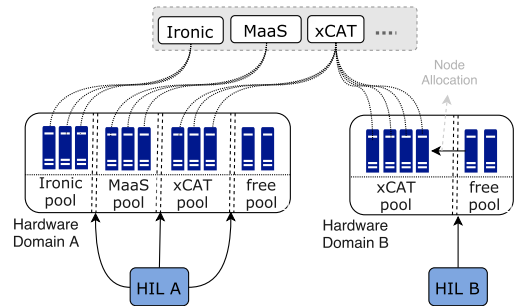 Ironic MaaS xCAT
Node
Allocation
Ironic
pool
MaaS
pool
xCAT
pool
free
pool
xCAT
pool
free
pool
Hardware
Domain A
Hardware
Domain B
HIL A
HIL B